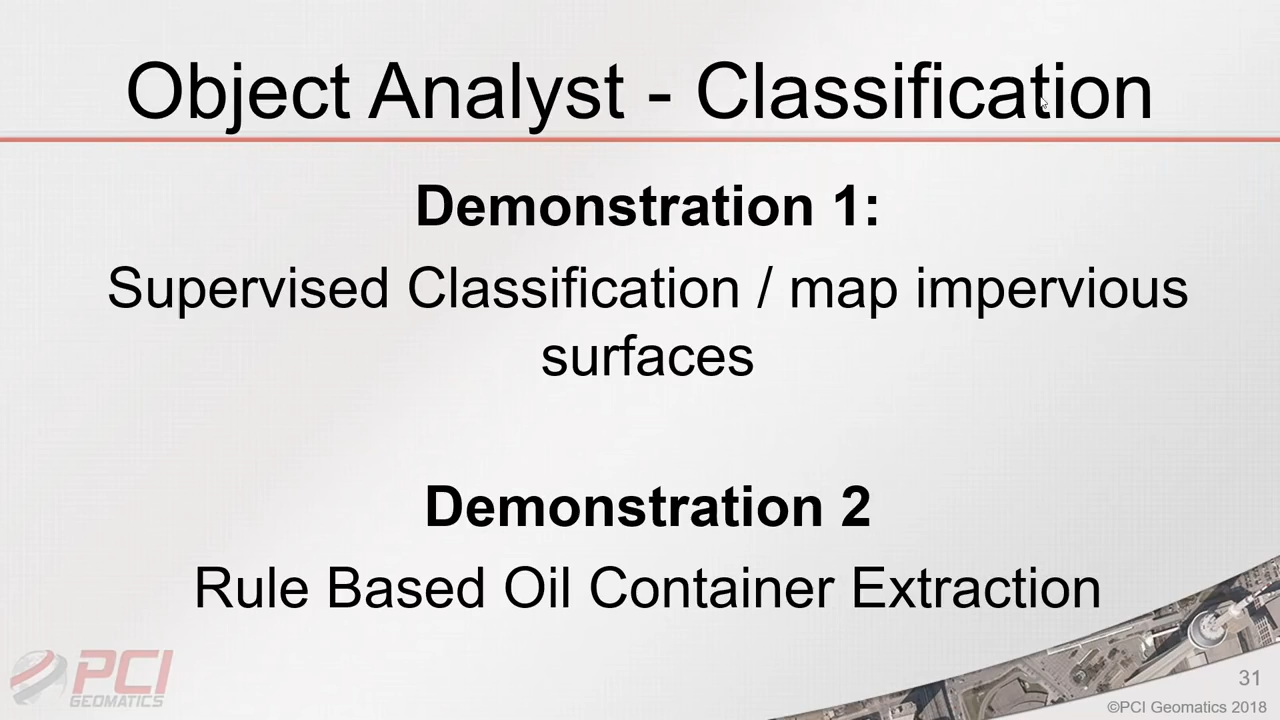 Object Analyst - Classification
Demonstration 1:
Supervised Classification / map impervious
surfaces
Demonstration 2
Rule Based Oil Container Extraction
PCI
GEOMATICS
31
©PCI Geomatics 2018